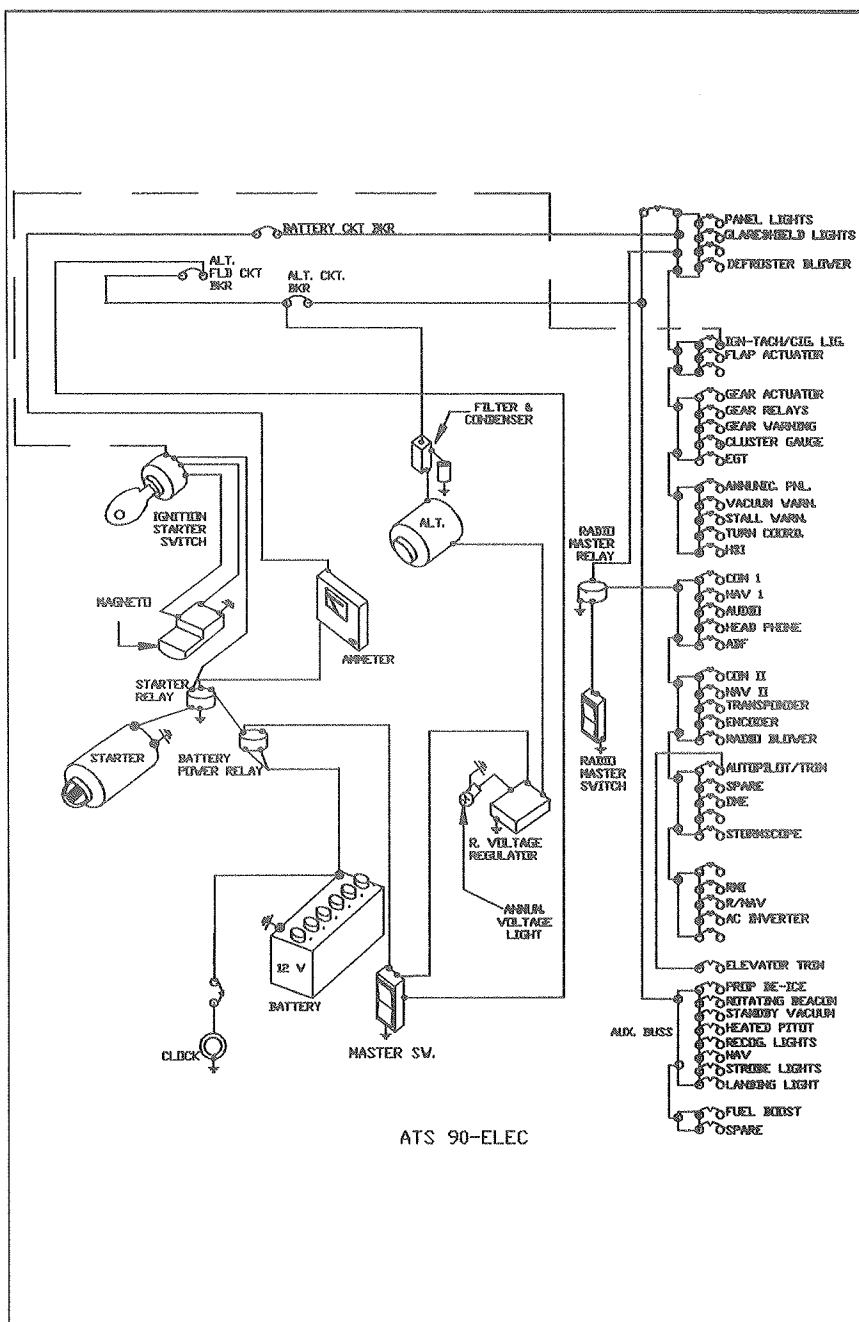 BATTERY CKT BKR
ALT.
FLD CKT
BKR
ALT. CKT.
BKR
FILTER &
CONDENSER
IGNITION
STARTER
SWITCH
ALT.
RADIO
MASTER
RELAY
MAGNETO
AMMETER
STARTER
RELAY
STARTER
BATTERY
POWER RELAY
RADIO
MASTER
SWITCH
R. VOLTAGE
REGULATOR
ANNUN.
VOLTAGE
LIGHT
12 V
BATTERY
CLOCK
MASTER SW.
PANEL LIGHTS
GLARESHIELD LIGHTS
DEFROSTER BLOWER
IGN-TACH/CIG. LIG.
FLAP ACTUATOR
GEAR ACTUATOR
GEAR RELAYS
GEAR WARNING
CLUSTER GAUGE
EGT
ANNUNC. PNL.
VACUUM WARN.
STALL WARN.
TURN COORD.
HSI
COM 1
NAV 1
AUDIO
HEAD PHONE
ADF
COM II
NAV II
TRANSPONDER
ENCODER
RADIO BLOWER
AUTOPILOT/TRIM
SPARE
DME
STORMSCOPE
RMI
R/NAV
AC INVERTER
ELEVATOR TRIM
AUX. BUSS
PROP DE-ICE
ROTATING BEACON
STANDBY VACUUM
HEATED PITOT
RECOG. LIGHTS
NAV
STROBE LIGHTS
LANDING LIGHT
FUEL BOOST
SPARE
ATS 90-ELEC